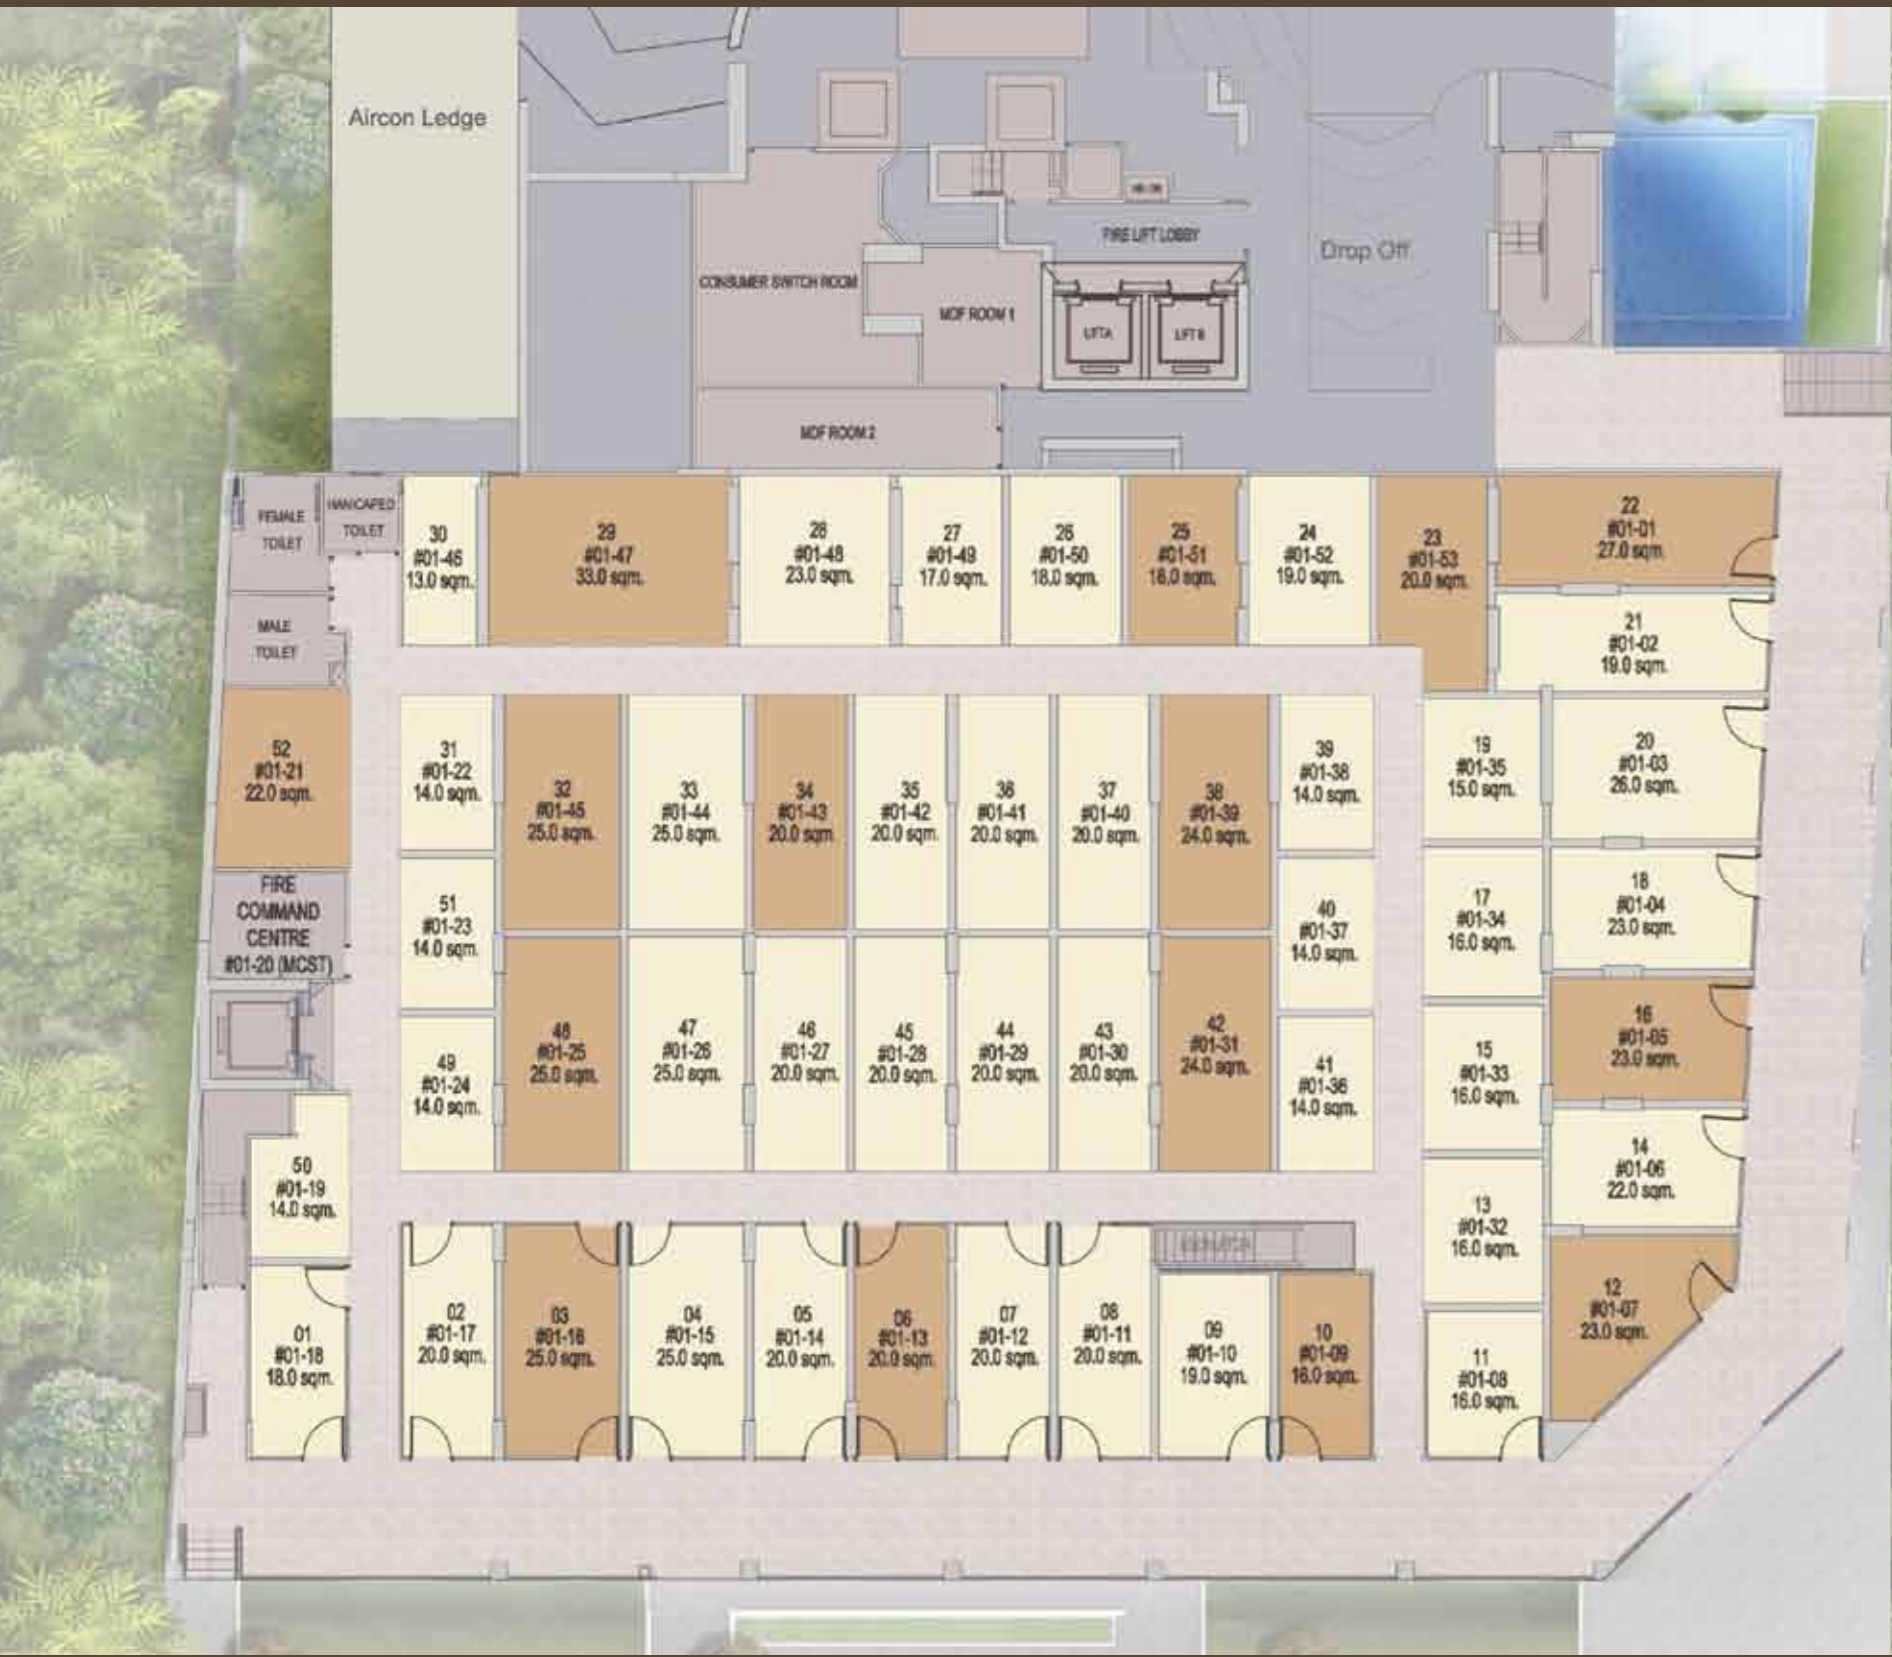 Aircon Ledge
FIRE LIFT LOBBY
Drop Off
CONSUMER SWITCH ROOM
MDF ROOM 1
LIFT A
LIFT B
MDF ROOM 2
FEMALE
TOILET
HANICAPED
TOILET
MALE
TOILET
30
#01-46
13.0 sqm.
29
#01-47
33.0 sqm.
28
#01-48
23.0 sqm.
27
#01-49
17.0 sqm.
26
#01-50
18.0 sqm.
25
#01-51
16.0 sqm.
24
#01-52
19.0 sqm.
23
#01-53
20.0 sqm.
22
#01-01
27.0 sqm.
21
#01-02
19.0 sqm.
52
#01-21
22.0 sqm.
31
#01-22
14.0 sqm.
32
#01-45
25.0 sqm.
33
#01-44
25.0 sqm.
34
#01-43
20.0 sqm.
35
#01-42
20.0 sqm.
36
#01-41
20.0 sqm.
37
#01-40
20.0 sqm.
38
#01-39
24.0 sqm.
39
#01-38
14.0 sqm.
19
#01-35
15.0 sqm.
20
#01-03
26.0 sqm.
FIRE
COMMAND
CENTRE
#01-20 (MCST)
51
#01-23
14.0 sqm.
40
#01-37
14.0 sqm.
17
#01-34
16.0 sqm.
18
#01-04
23.0 sqm.
49
#01-24
14.0 sqm.
48
#01-25
25.0 sqm.
47
#01-26
25.0 sqm.
46
#01-27
20.0 sqm.
45
#01-28
20.0 sqm.
44
#01-29
20.0 sqm.
43
#01-30
20.0 sqm.
42
#01-31
24.0 sqm.
41
#01-36
14.0 sqm.
15
#01-33
16.0 sqm.
16
#01-05
23.0 sqm.
50
#01-19
14.0 sqm.
13
#01-32
16.0 sqm.
14
#01-06
22.0 sqm.
ESCALATOR
01
#01-18
18.0 sqm.
02
#01-17
20.0 sqm.
03
#01-16
25.0 sqm.
04
#01-15
25.0 sqm.
05
#01-14
20.0 sqm.
06
#01-13
20.0 sqm.
07
#01-12
20.0 sqm.
08
#01-11
20.0 sqm.
09
#01-10
19.0 sqm.
10
#01-09
16.0 sqm.
11
#01-08
16.0 sqm.
12
#01-07
23.0 sqm.